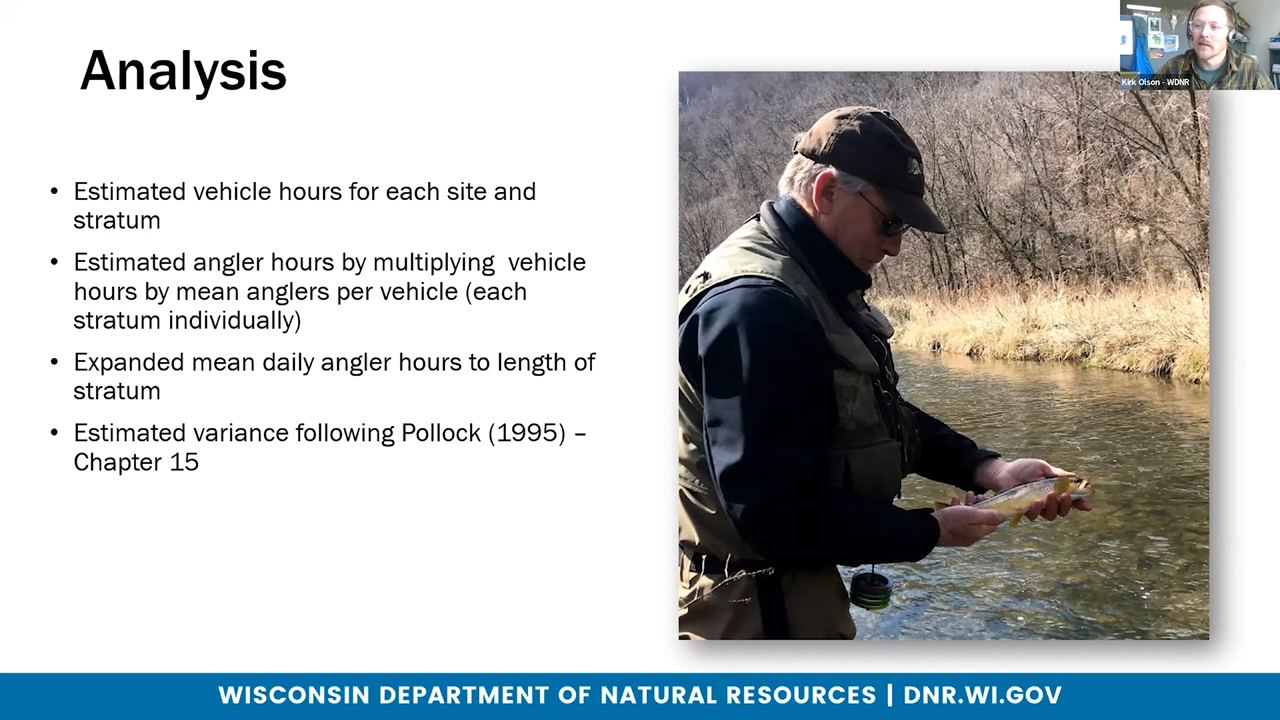 Analysis
Kirk Olson - WDNR
• Estimated vehicle hours for each site and
stratum
• Estimated angler hours by multiplying  vehicle
hours by mean anglers per vehicle (each
stratum individually)
• Expanded mean daily angler hours to length of
stratum
• Estimated variance following Pollock (1995) –
Chapter 15
WISCONSIN DEPARTMENT OF NATURAL RESOURCES | DNR.WI.GOV